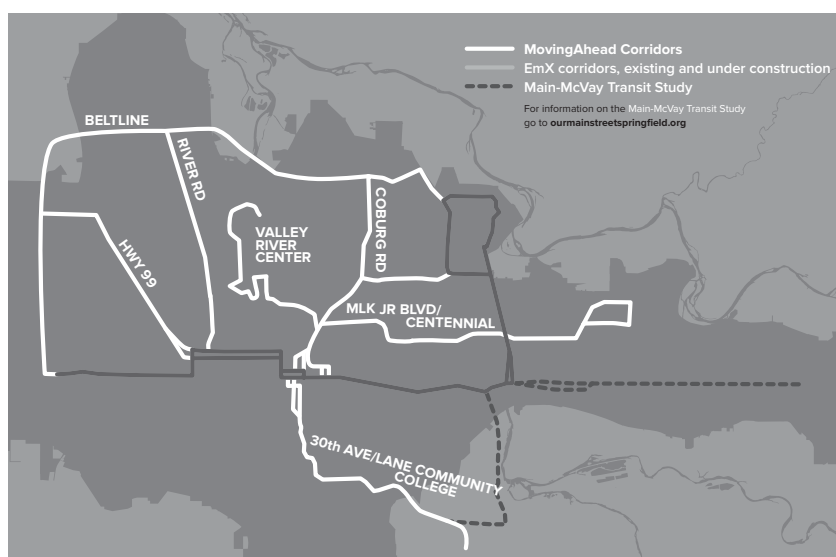 MovingAhead Corridors
EmX corridors, existing and under construction
Main-McVay Transit Study
For information on the Main-McVay Transit Study
go to ourmainstreetspringfield.org
BELTLINE
RIVER RD
COBURG RD
VALLEY
RIVER
CENTER
HWY 99
MLK JR BLVD/
CENTENNIAL
30th AVE/LANE COMMUNITY
COLLEGE